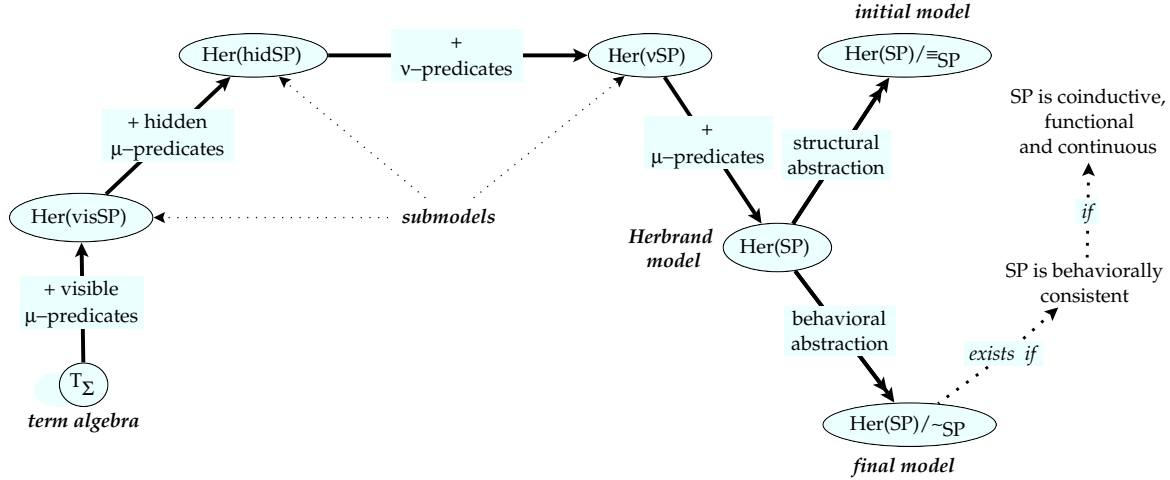 initial model
Her(hidSP)
+
ν−predicates
Her(νSP)
Her(SP)/≡SP
SP is coinductive,
functional
and continuous
+ hidden
μ−predicates
+
μ−predicates
structural
abstraction
Her(visSP)
submodels
if
Herbrand
model
Her(SP)
SP is behaviorally
consistent
+ visible
μ−predicates
behavioral
abstraction
exists if
TΣ
term algebra
Her(SP)/~SP
final model